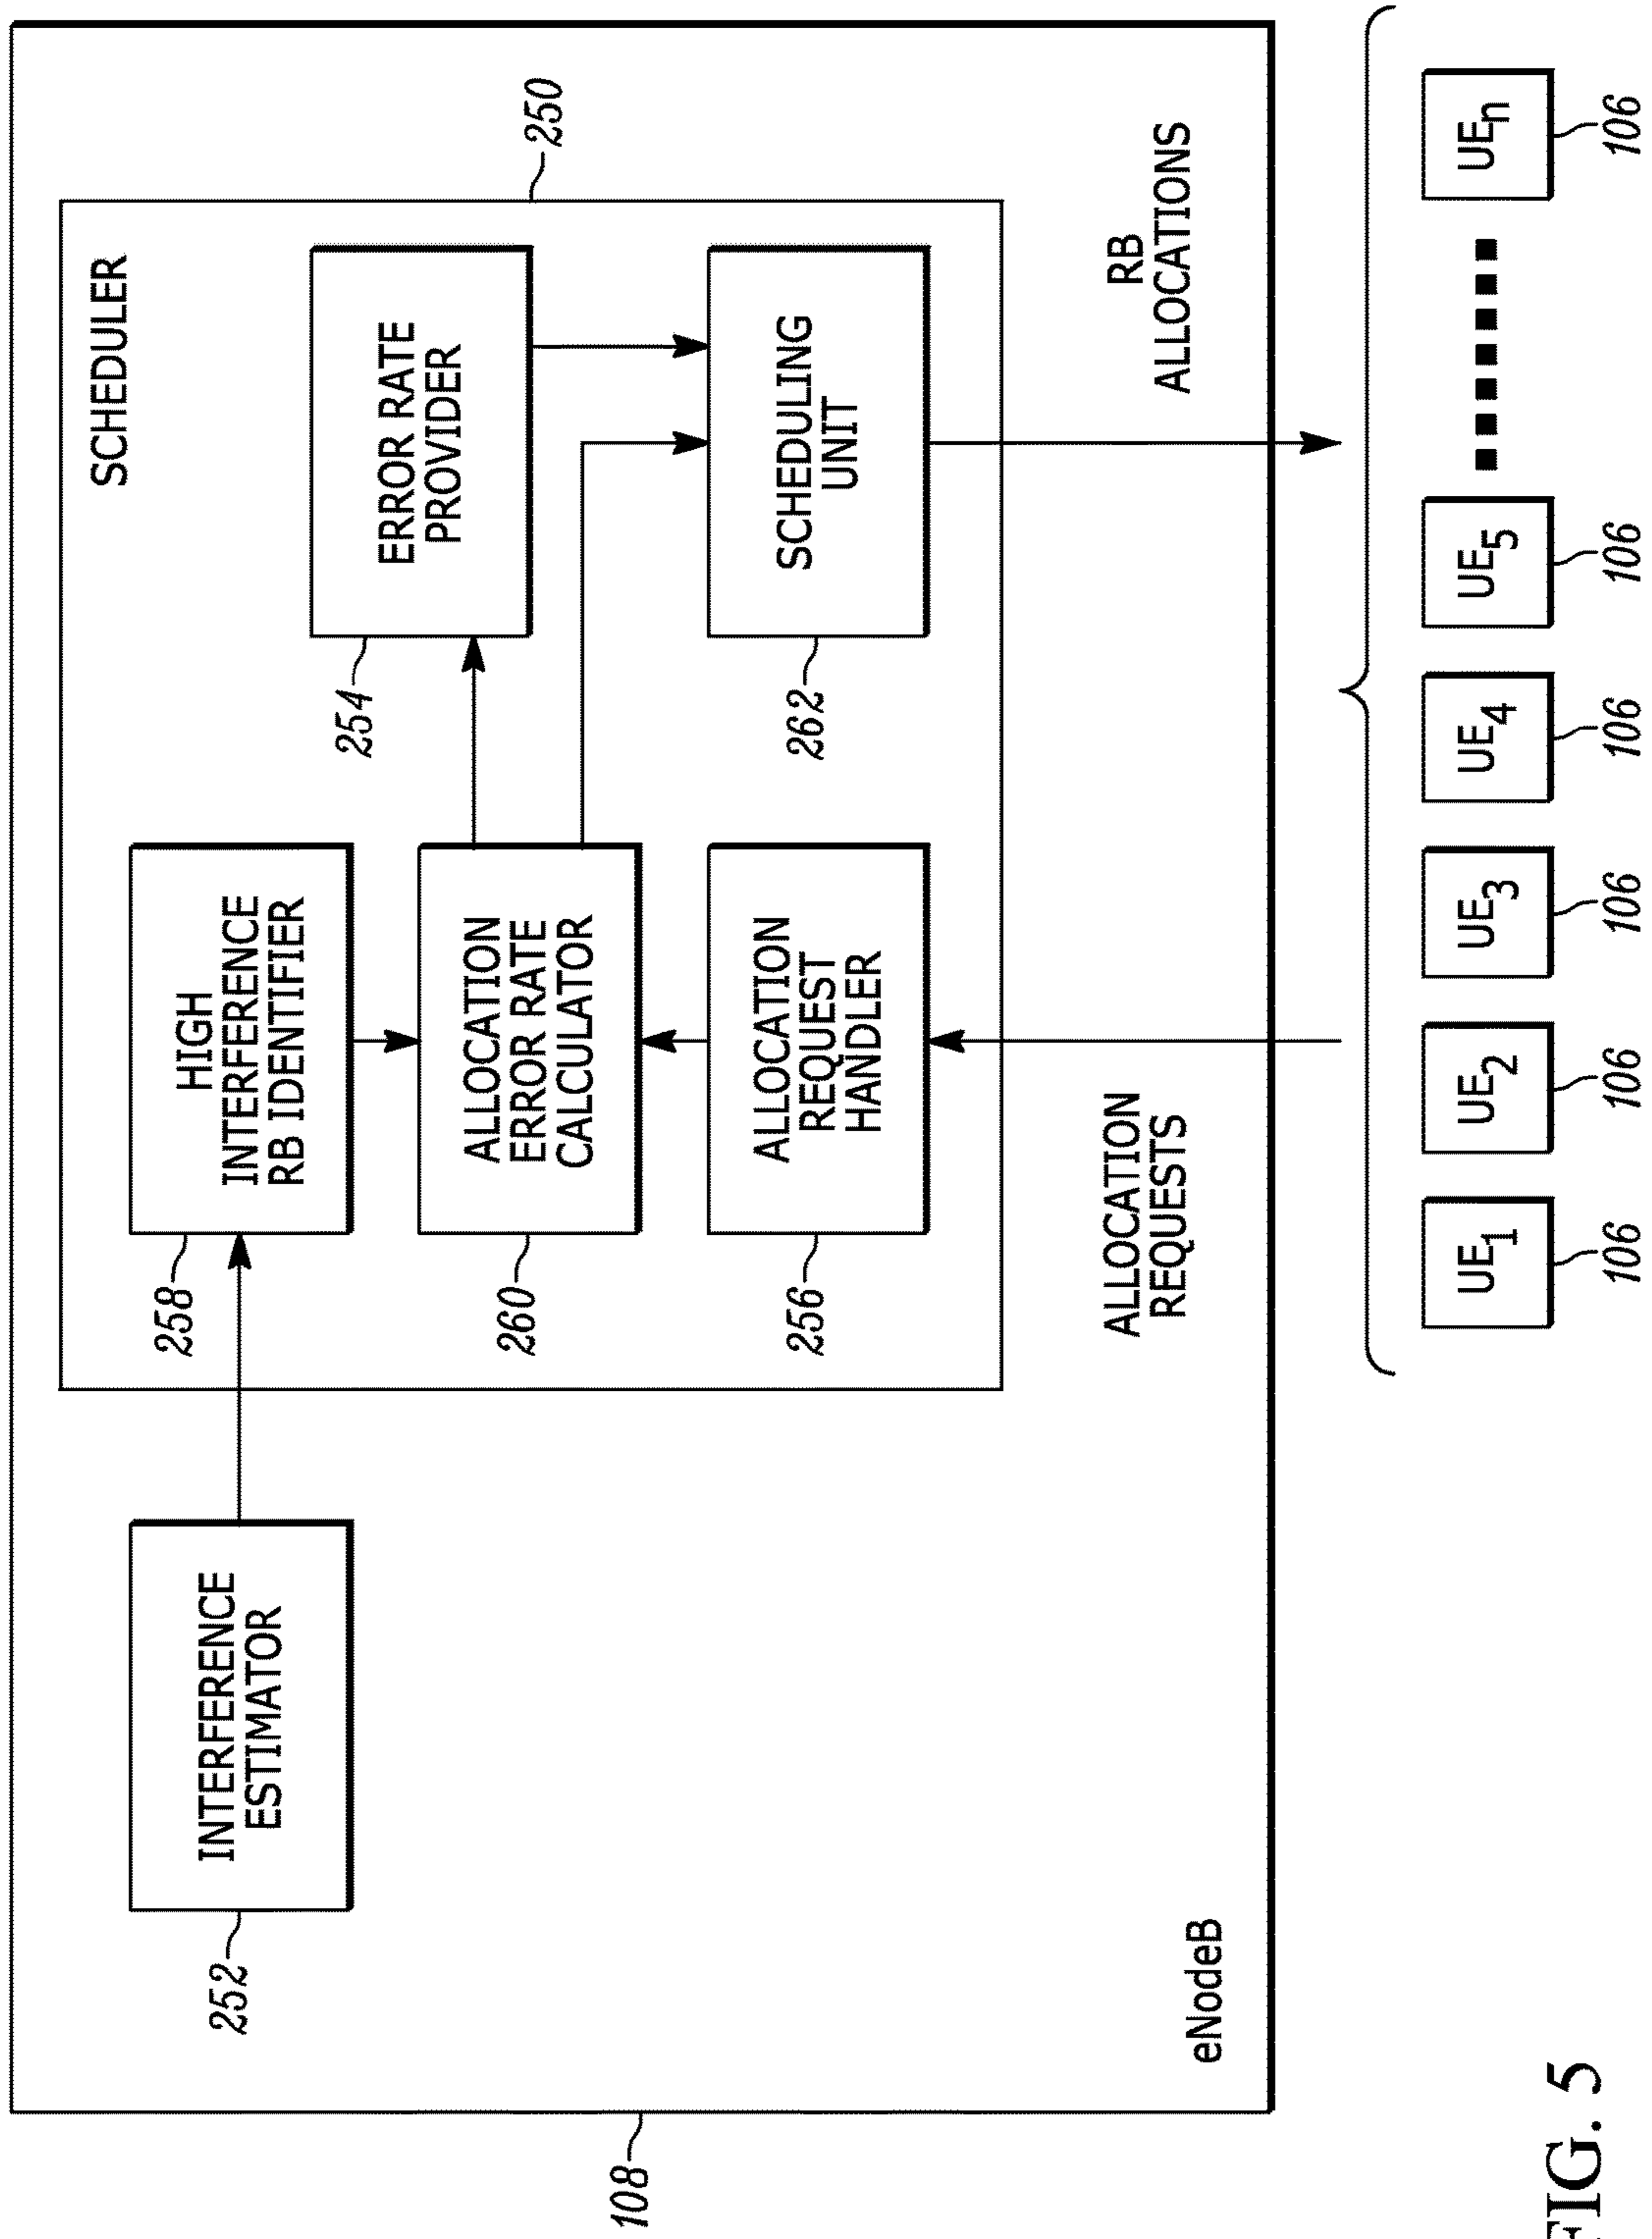 SCHEDULER
250
INTERFERENCE
ESTIMATOR
252
HIGH
INTERFERENCE
RB IDENTIFIER
258
ERROR RATE
PROVIDER
254
ALLOCATION
ERROR RATE
CALCULATOR
260
ALLOCATION
REQUEST
HANDLER
256
SCHEDULING
UNIT
262
108
eNodeB
ALLOCATION
REQUESTS
RB
ALLOCATIONS
UE1
UE2
UE3
UE4
UE5
UEn
106
106
106
106
106
106
FIG. 5